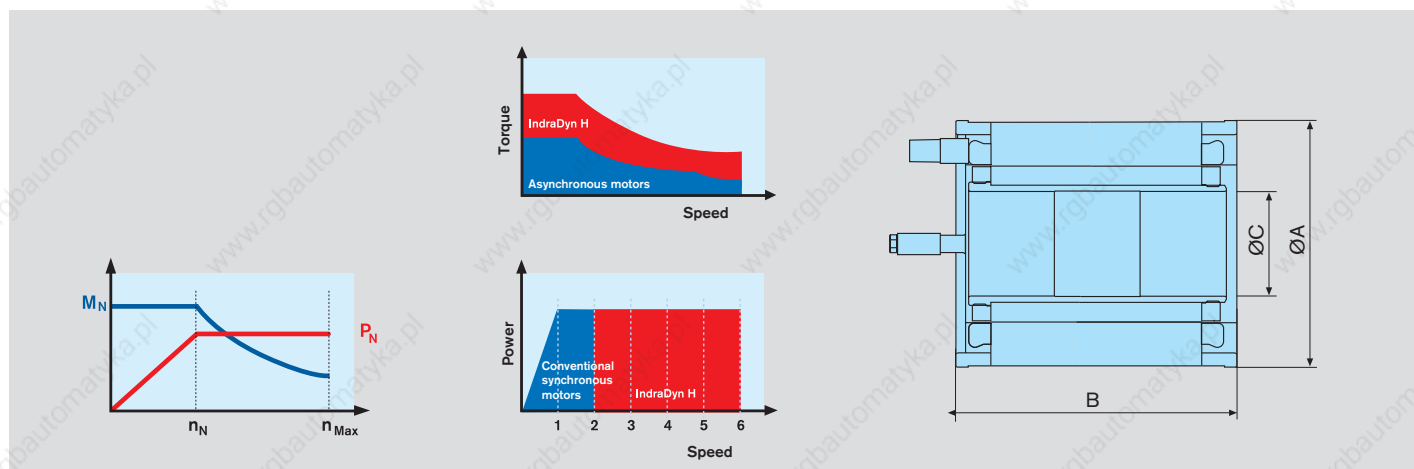 Torque
IndraDyn H
Asynchronous motors
Speed
M N
P N
n N
n Max
Power
Conventional
synchronous
motors
IndraDyn H
1 2 3 4 5 6
Speed
ØC
ØA
B
www.rgbautomatyka.pl